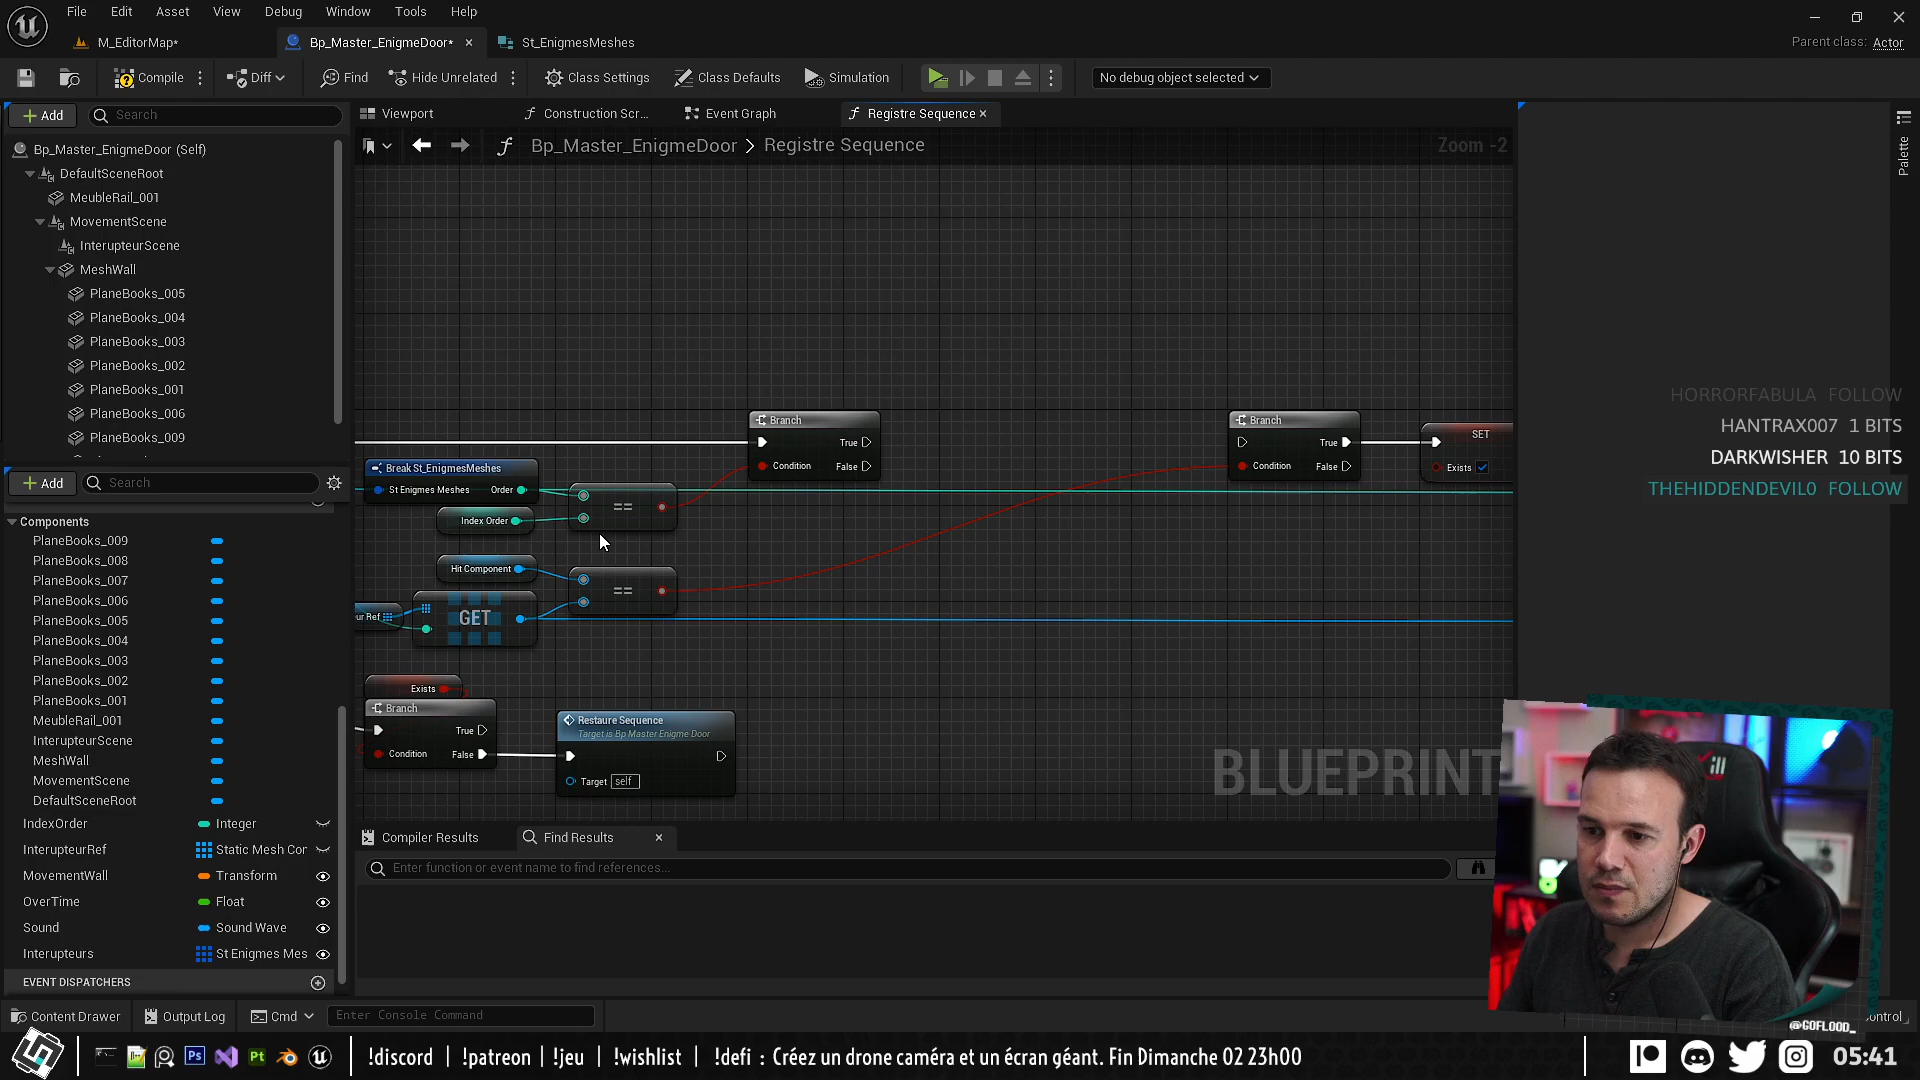 File Edit Asset View Debug Window Tools Help
M_EditorMap*
Bp_Master_EnigmeDoor*
St_EnigmesMeshes
Parent class: Actor
Compile
Diff
Find
Hide Unrelated
Class Settings
Class Defaults
Simulation
No debug object selected
Add
Search
Viewport
Construction Scr...
Event Graph
Registre Sequence
Bp_Master_EnigmeDoor > Registre Sequence
Zoom -2
Palette
Bp_Master_EnigmeDoor (Self)
DefaultSceneRoot
MeubleRail_001
MovementScene
InterupteurScene
MeshWall
PlaneBooks_005
PlaneBooks_004
PlaneBooks_003
PlaneBooks_002
PlaneBooks_001
PlaneBooks_006
PlaneBooks_009
Add
Search
Components
PlaneBooks_009
PlaneBooks_008
PlaneBooks_007
PlaneBooks_006
PlaneBooks_005
PlaneBooks_004
PlaneBooks_003
PlaneBooks_002
PlaneBooks_001
MeubleRail_001
InterupteurScene
MeshWall
MovementScene
DefaultSceneRoot
IndexOrder Integer
InterupteurRef Static Mesh Cor
MovementWall Transform
OverTime Float
Sound Sound Wave
Interupteurs St Enigmes Mes
EVENT DISPATCHERS
Branch
True
Condition
False
Branch
True
Condition
False
SET
Exists
Break St_EnigmesMeshes
St Enigmes Meshes Order
Index Order
==
Hit Component
==
ur Ref
GET
Exists
Branch
True
Condition False
Restaure Sequence
Target is Bp Master Enigme Door
Target self
BLUEPRINT
HORRORFABULA FOLLOW
HANTRAX007 1 BITS
DARKWISHER 10 BITS
THEHIDDENDEVIL0 FOLLOW
Compiler Results
Find Results
Enter function or event name to find references...
Content Drawer
Output Log
Cmd
Enter Console Command
ontrol
@GOFLOOD_
!discord | !patreon | !jeu | !wishlist | !defi : Créez un drone caméra et un écran géant. Fin Dimanche 02 23h00
05:41